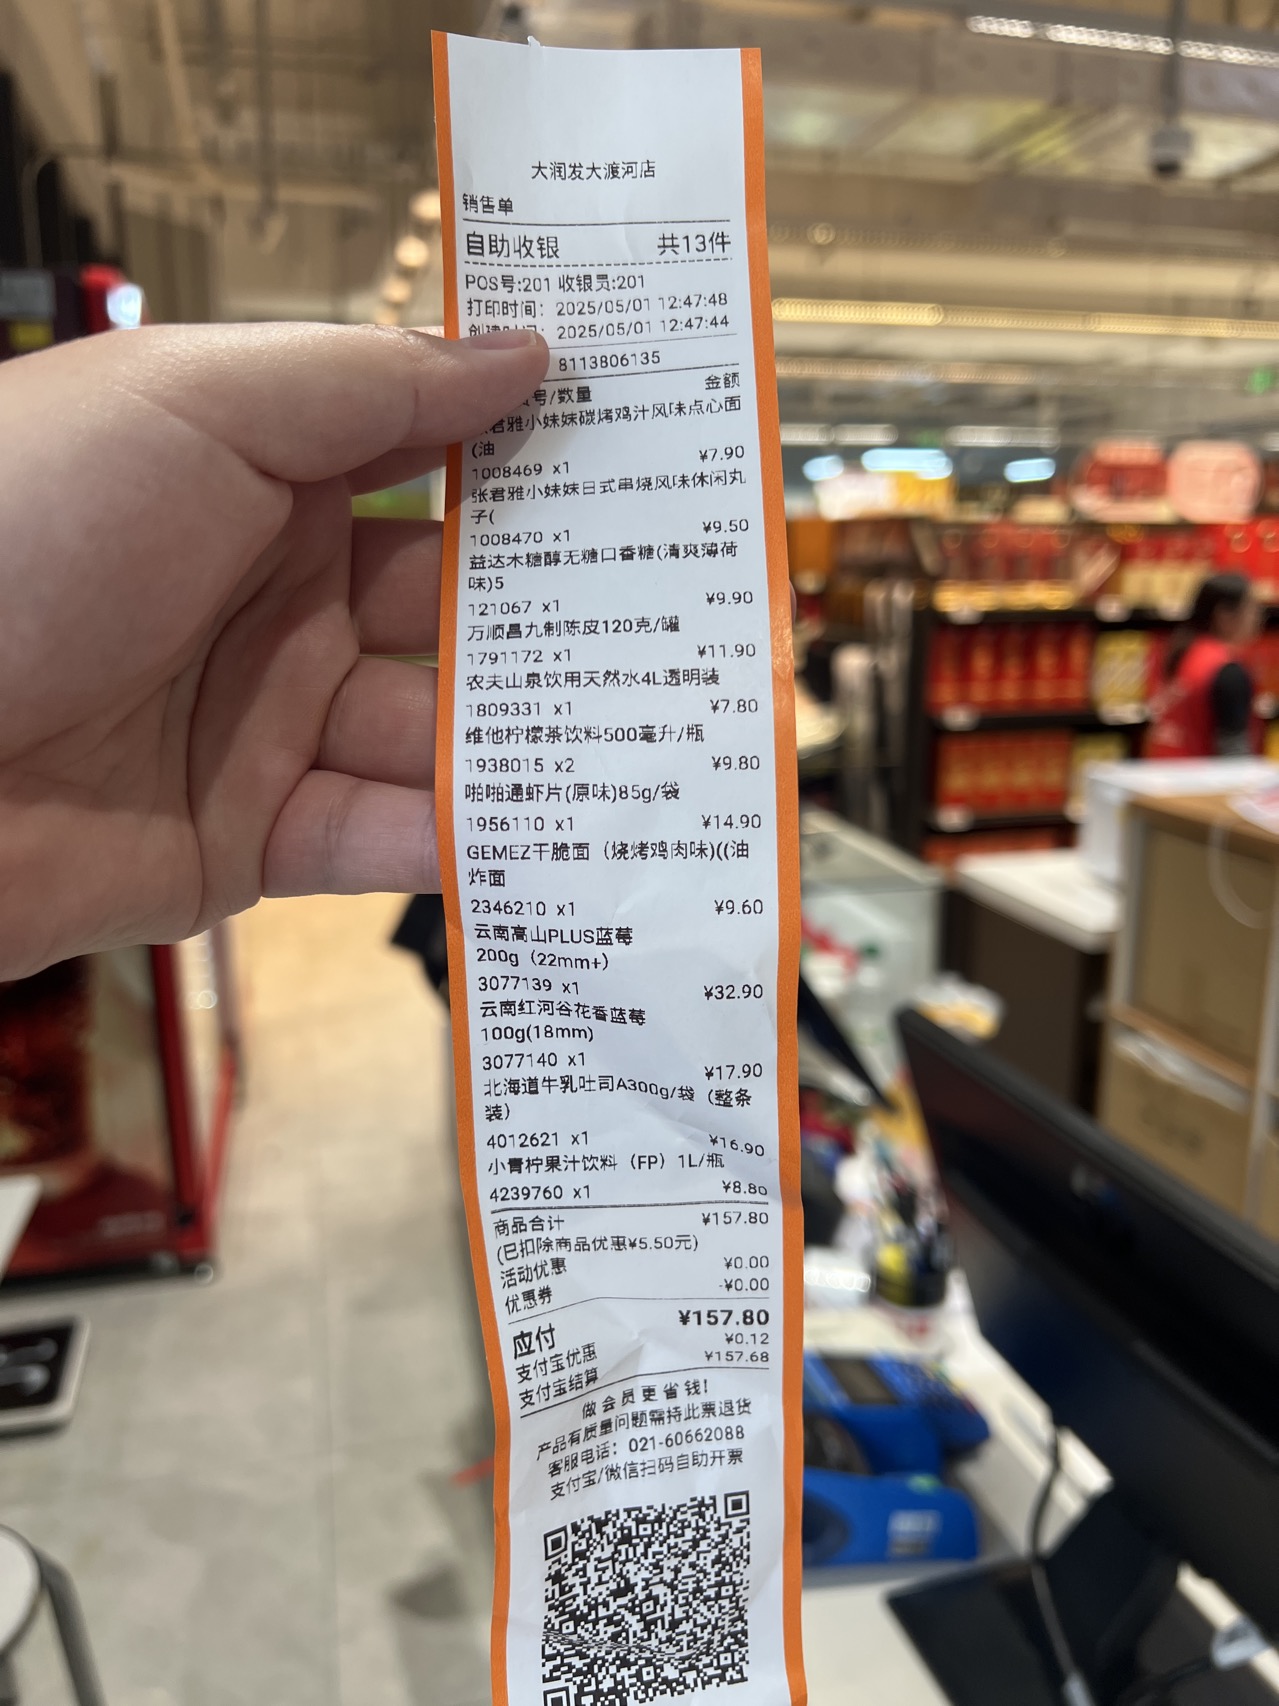 大润发大渡河店
销售单
自助收银 共13件
POS号:201 收银员:201
打印时间： 2025/05/01 12:47:48
2025/05/01 12:47:44
8113806135
号/数量 金额
君雅小妹妹碳烤鸡汁风味点心面
(油
1008469 x1 ¥7.90
张君雅小妹妹日式串烧风味休闲丸
子(
1008470 x1 ¥9.50
益达木糖醇无糖口香糖(清爽薄荷
味)5
121067 x1 ¥9.90
万顺昌九制陈皮120克/罐
1791172 x1 ¥11.90
农夫山泉饮用天然水4L透明装
1809331 x1 ¥7.80
维他柠檬茶饮料500毫升/瓶
1938015 x2 ¥9.80
啪啪通虾片(原味)85g/袋
1956110 x1 ¥14.90
GEMEZ干脆面（烧烤鸡肉味)((油
炸面
2346210 x1 ¥9.60
云南高山PLUS蓝莓
200g（22mm+)
3077139 x1 ¥32.90
云南红河谷花香蓝莓
100g(18mm)
3077140 x1 ¥17.90
北海道牛乳吐司A300g/袋（整条
装)
4012621 x1 ¥16.90
小青柠果汁饮料（FP）1L/瓶
4239760 x1 ¥8.80
商品合计 ¥157.80
(已扣除商品优惠¥5.50元)
活动优惠 ¥0.00
优惠券 -¥0.00
应付 ¥157.80
支付宝优惠 ¥0.12
支付宝结算 ¥157.68
做会员更省钱!
产品有质量问题需持此票退货
客服电话： 021-60662088
支付宝/微信扫码自助开票